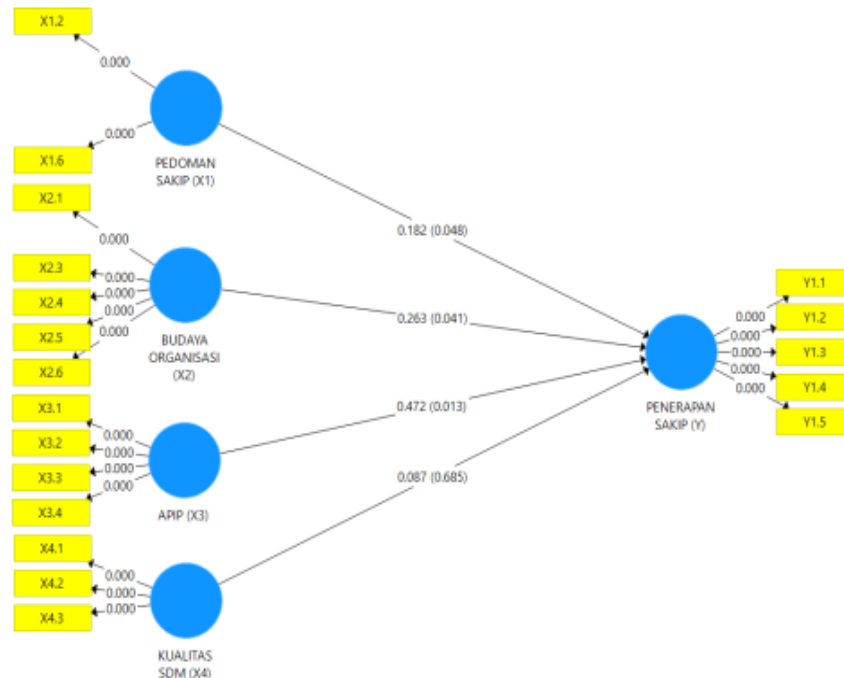 X1.2
0.000
0.000
X1.6
PEDOMAN
SAKIP (X1)
X2.1
0.000
X2.3
0.000
X2.4
0.000
X2.5
0.000
0.000
X2.6
BUDAYA
ORGANISASI
(X2)
X3.1
0.000
X3.2
0.000
X3.3
0.000
0.000
X3.4
APIP (X3)
X4.1
0.000
X4.2
0.000
X4.3
0.000
KUALITAS
SDM (X4)
0.182 (0.048)
0.263 (0.041)
0.472 (0.013)
0.087 (0.685)
PENERAPAN
SAKIP (Y)
0.000
0.000
0.000
0.000
0.000
Y1.1
Y1.2
Y1.3
Y1.4
Y1.5